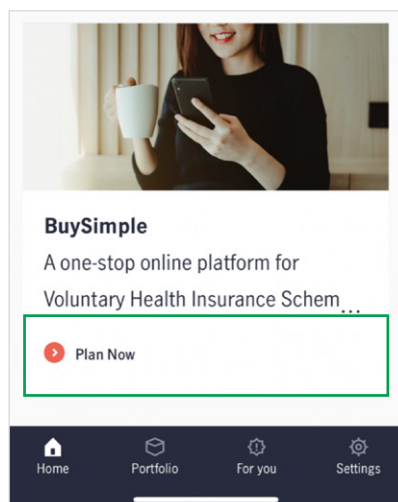 BuySimple
A one-stop online platform for
Voluntary Health Insurance Schem...
Plan Now
Home Portfolio For you Settings